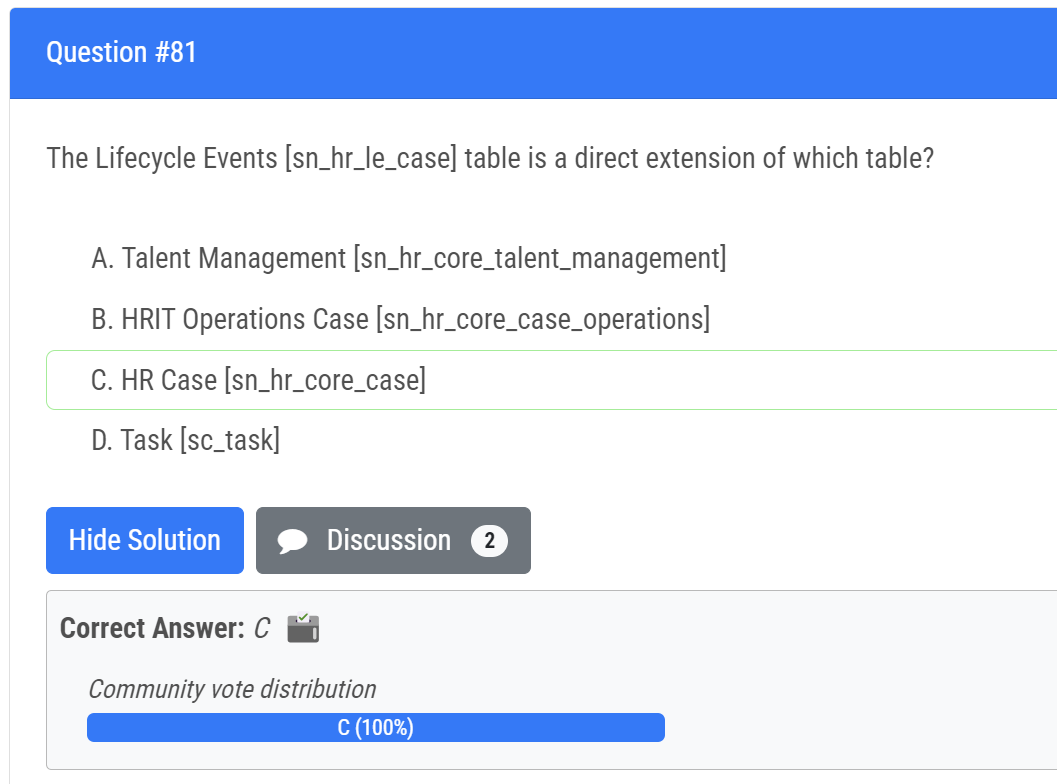 Question #81
The Lifecycle Events [sn_hr_le_case] table is a direct extension of which table?
A. Talent Management [sn_hr_core_talent_management]
B. HRIT Operations Case [sn_hr_core_case_operations]
C. HR Case [sn_hr_core_case]
D. Task [sc_task]
Hide Solution
Discussion 2
Correct Answer: C
Community vote distribution
C (100%)